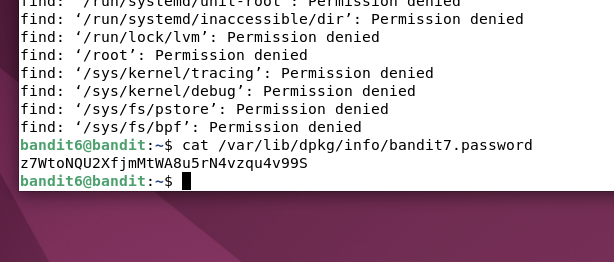 find: ‘/run/systemd/unit-root’: Permission denied
find: ‘/run/systemd/inaccessible/dir’: Permission denied
find: ‘/run/lock/lvm’: Permission denied
find: ‘/root’: Permission denied
find: ‘/sys/kernel/tracing’: Permission denied
find: ‘/sys/kernel/debug’: Permission denied
find: ‘/sys/fs/pstore’: Permission denied
find: ‘/sys/fs/bpf’: Permission denied
bandit6@bandit:~$ cat /var/lib/dpkg/info/bandit7.password
z7WtoNQU2XfjmMtWA8u5rN4vzqu4v99S
bandit6@bandit:~$